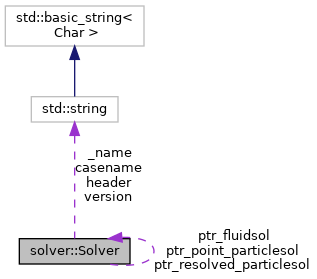 std::basic_string<
Char >
std::string
_name
casename
header
version
solver::Solver
ptr_fluidsol
ptr_point_particlesol
ptr_resolved_particlesol